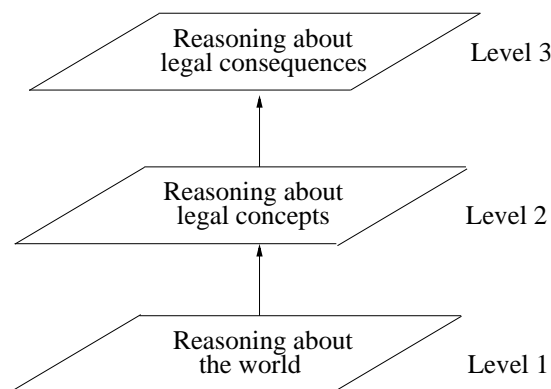 Reasoning about
legal consequences
Level 3
Reasoning about
legal concepts
Level 2
Reasoning about
the world
Level 1